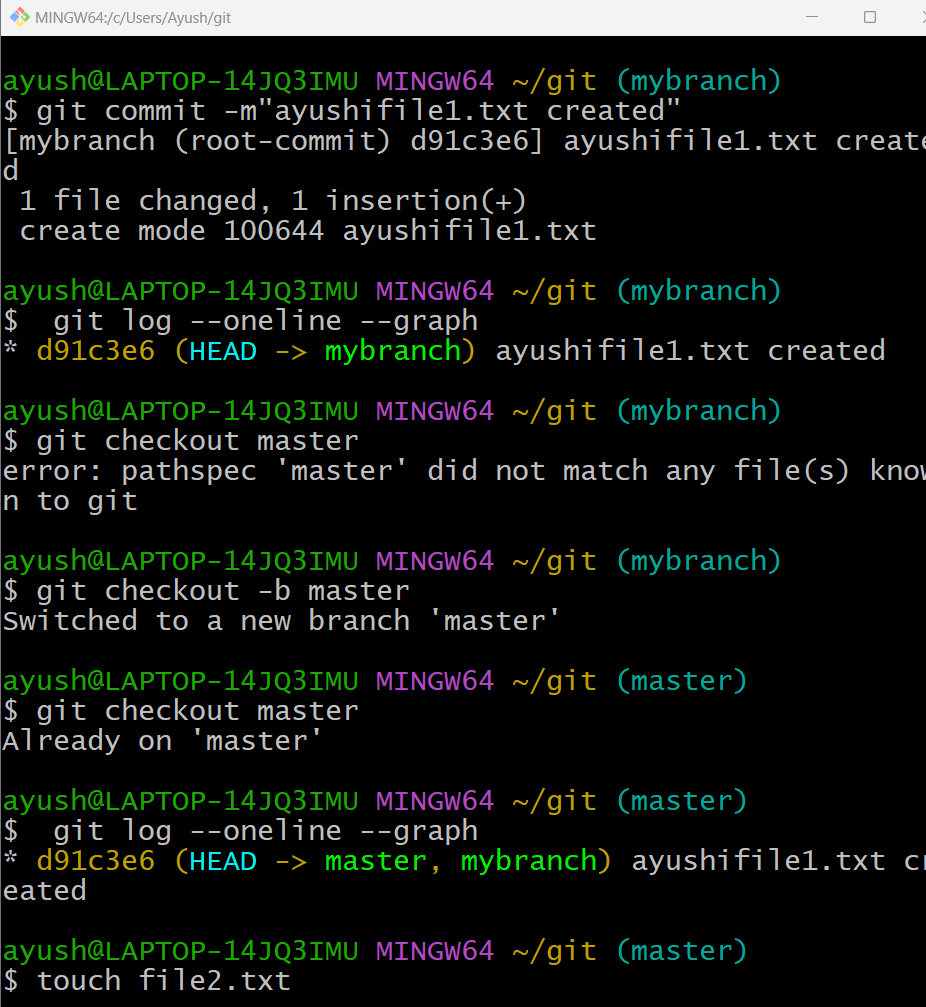 MINGW64:/c/Users/Ayush/git
ayush@LAPTOP-14JQ3IMU MINGW64 ~/git (mybranch)
$ git commit -m"ayushifile1.txt created"
[mybranch (root-commit) d91c3e6] ayushifile1.txt create
d
 1 file changed, 1 insertion(+)
 create mode 100644 ayushifile1.txt
ayush@LAPTOP-14JQ3IMU MINGW64 ~/git (mybranch)
$  git log --oneline --graph
* d91c3e6 (HEAD -> mybranch) ayushifile1.txt created
ayush@LAPTOP-14JQ3IMU MINGW64 ~/git (mybranch)
$ git checkout master
error: pathspec 'master' did not match any file(s) know
n to git
ayush@LAPTOP-14JQ3IMU MINGW64 ~/git (mybranch)
$ git checkout -b master
Switched to a new branch 'master'
ayush@LAPTOP-14JQ3IMU MINGW64 ~/git (master)
$ git checkout master
Already on 'master'
ayush@LAPTOP-14JQ3IMU MINGW64 ~/git (master)
$  git log --oneline --graph
* d91c3e6 (HEAD -> master, mybranch) ayushifile1.txt cr
eated
ayush@LAPTOP-14JQ3IMU MINGW64 ~/git (master)
$ touch file2.txt